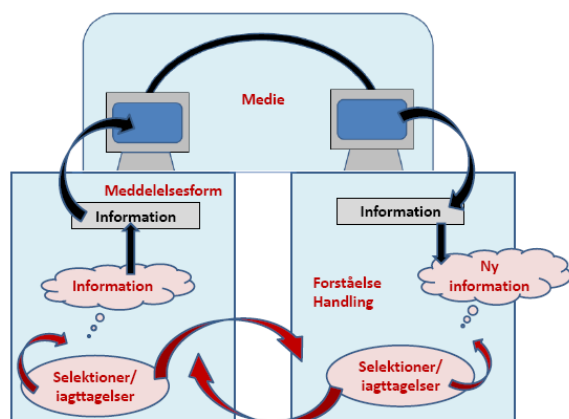 Medie
Meddelelsesform
Information
Information
Selektioner/
iagttagelser
Information
Ny
information
Forståelse
Handling
Selektioner/
iagttagelser